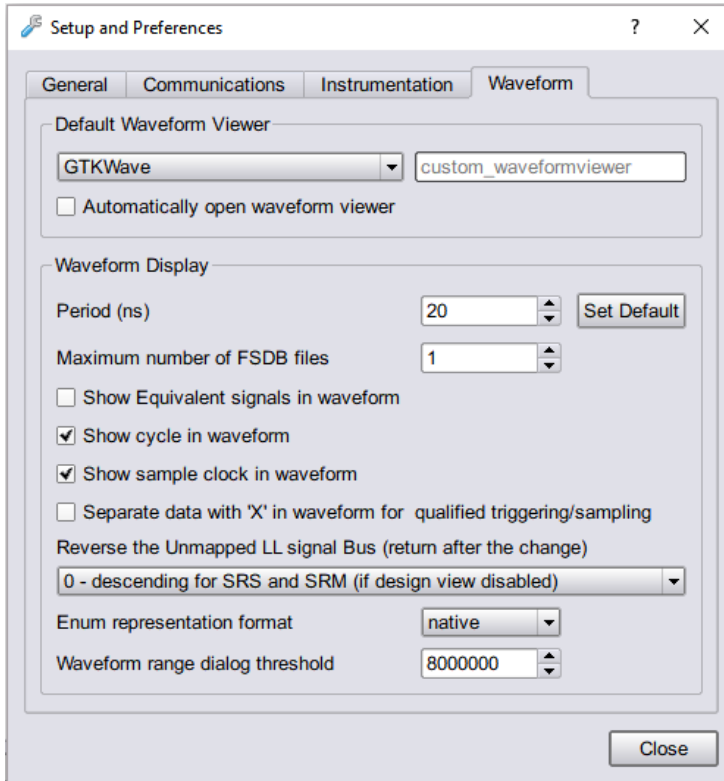 Setup and Preferences ?
General Communications Instrumentation Waveform
Default Waveform Viewer
GTKWave custom_waveformviewer
Automatically open waveform viewer
Waveform Display
Period (ns) 20 Set Default
Maximum number of FSDB files 1
Show Equivalent signals in waveform
Show cycle in waveform
Show sample clock in waveform
Separate data with 'X' in waveform for qualified triggering/sampling
Reverse the Unmapped LL signal Bus (return after the change)
0 - descending for SRS and SRM (if design view disabled)
Enum representation format native
Waveform range dialog threshold 8000000
Close